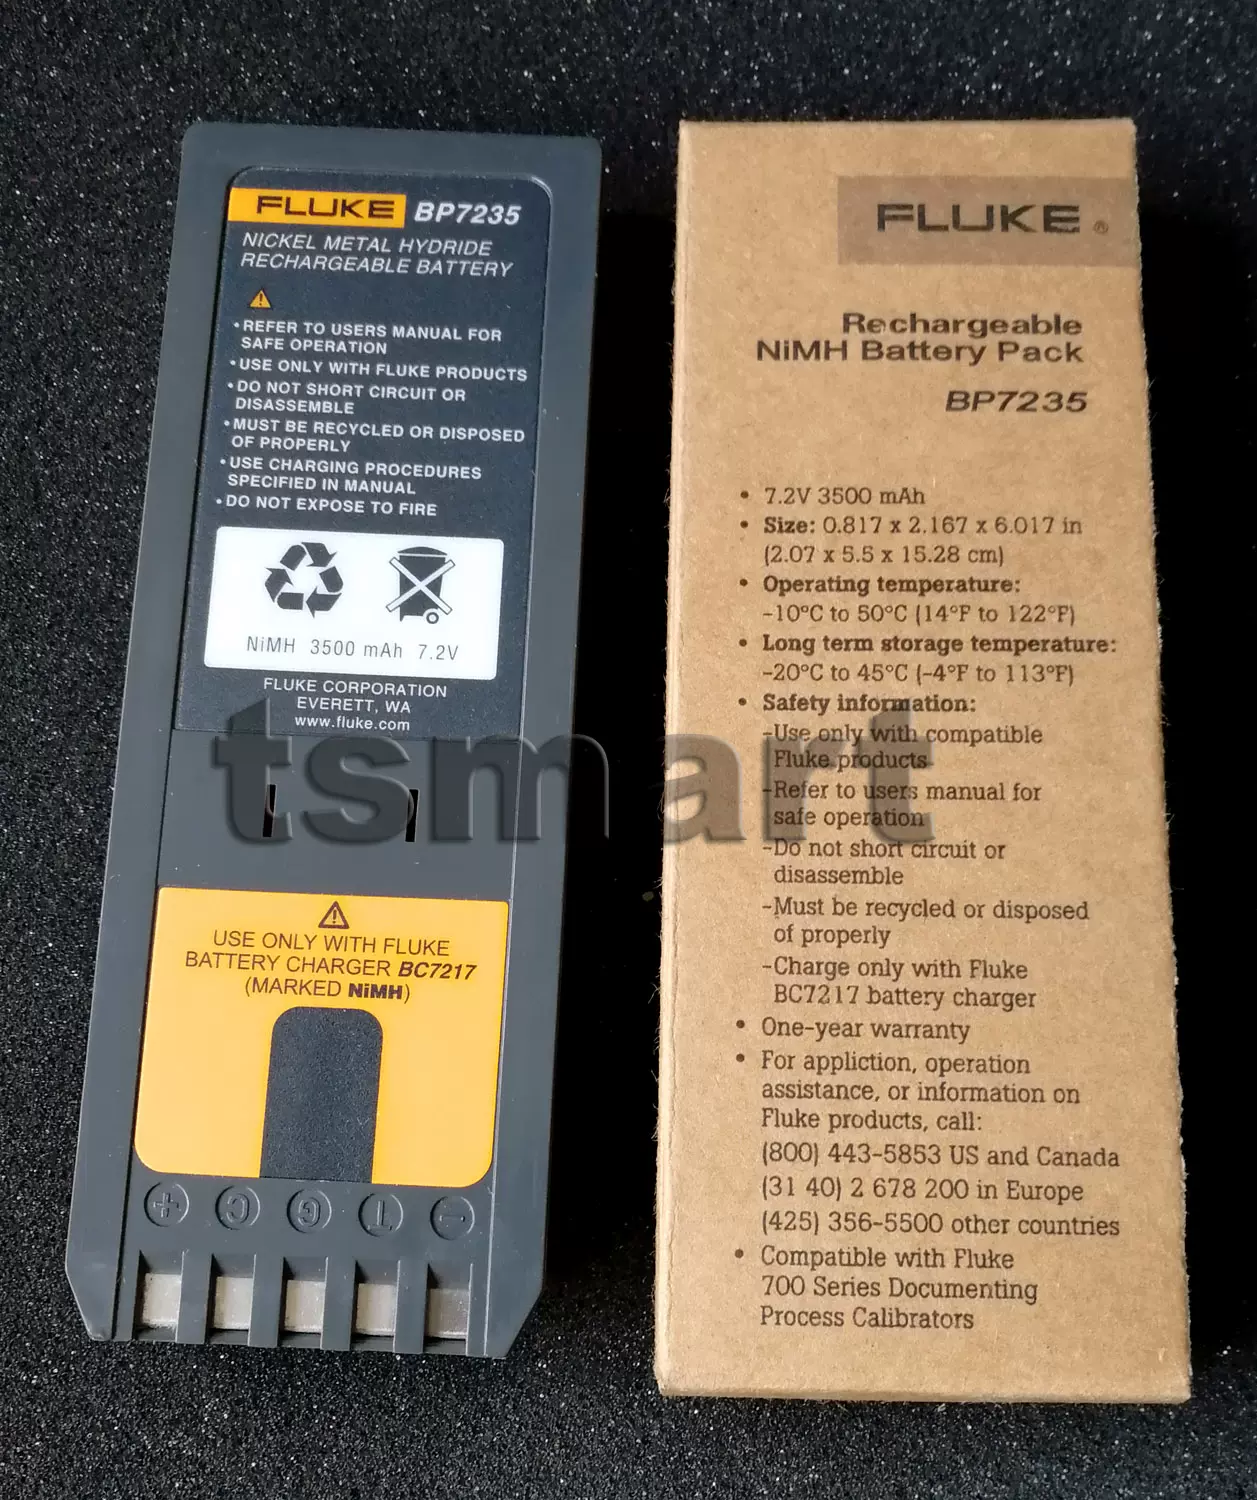 FLUKE BP7235
NICKEL METAL HYDRIDE
RECHARGEABLE BATTERY
•REFER TO USERS MANUAL FOR
SAFE OPERATION
•USE ONLY WITH FLUKE PRODUCTS
•DO NOT SHORT CIRCUIT OR
DISASSEMBLE
•MUST BE RECYCLED OR DISPOSED
OF PROPERLY
•USE CHARGING PROCEDURES
SPECIFIED IN MANUAL
•DO NOT EXPOSE TO FIRE
NiMH 3500 mAh 7.2V
FLUKE CORPORATION
EVERETT, WA
www.fluke.com
USE ONLY WITH FLUKE
BATTERY CHARGER BC7217
(MARKED NiMH)
+ C G T −
FLUKE®
Rechargeable
NiMH Battery Pack
BP7235
• 7.2V 3500 mAh
• Size: 0.817 x 2.167 x 6.017 in
(2.07 x 5.5 x 15.28 cm)
• Operating temperature:
-10°C to 50°C (14°F to 122°F)
• Long term storage temperature:
-20°C to 45°C (-4°F to 113°F)
• Safety information:
-Use only with compatible
Fluke products
-Refer to users manual for
safe operation
-Do not short circuit or
disassemble
-Must be recycled or disposed
of properly
-Charge only with Fluke
BC7217 battery charger
• One-year warranty
• For appliction, operation
assistance, or information on
Fluke products, call:
(800) 443-5853 US and Canada
(31 40) 2 678 200 in Europe
(425) 356-5500 other countries
• Compatible with Fluke
700 Series Documenting
Process Calibrators
tsmart